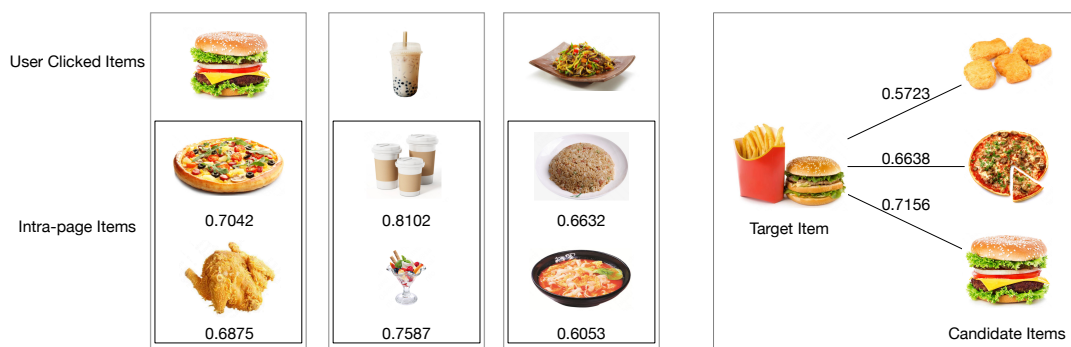 User Clicked Items
Intra-page Items
0.7042
0.8102
0.6632
0.6875
0.7587
0.6053
0.5723
0.6638
0.7156
Target Item
Candidate Items